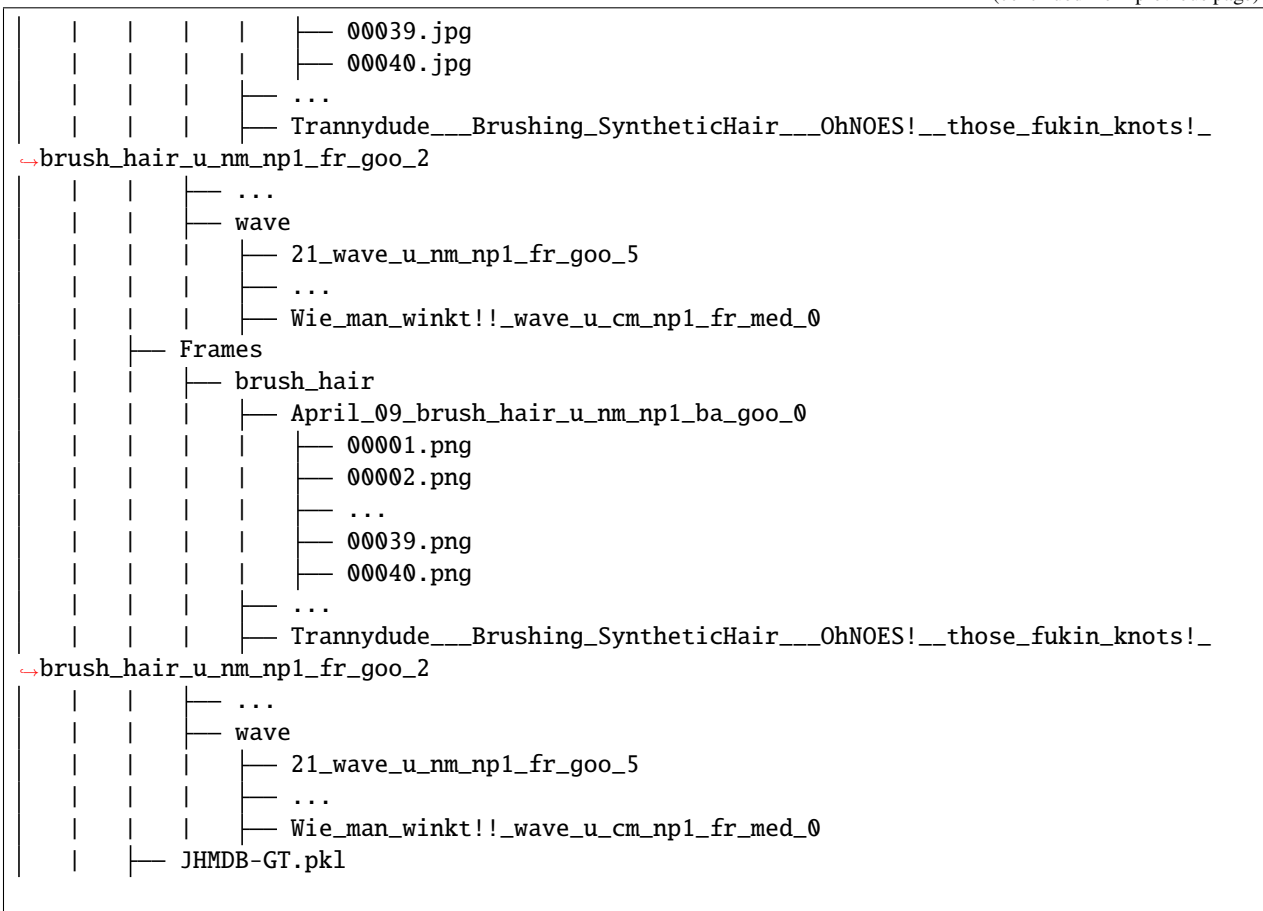 │   |   |   |   |   ├── 00039.jpg
│   |   |   |   |   ├── 00040.jpg
│   |   |   |   ├── ...
│   |   |   |   ├── Trannydude___Brushing_SyntheticHair___OhNOES!__those_fukin_knots!_
↪brush_hair_u_nm_np1_fr_goo_2
│   |   |   ├── ...
│   |   |   ├── wave
│   |   |   |   ├── 21_wave_u_nm_np1_fr_goo_5
│   |   |   |   ├── ...
│   |   |   |   ├── Wie_man_winkt!!_wave_u_cm_np1_fr_med_0
│   |   ├── Frames
│   |   |   ├── brush_hair
│   |   |   |   ├── April_09_brush_hair_u_nm_np1_ba_goo_0
│   |   |   |   |   ├── 00001.png
│   |   |   |   |   ├── 00002.png
│   |   |   |   |   ├── ...
│   |   |   |   |   ├── 00039.png
│   |   |   |   |   ├── 00040.png
│   |   |   |   ├── ...
│   |   |   |   ├── Trannydude___Brushing_SyntheticHair___OhNOES!__those_fukin_knots!_
↪brush_hair_u_nm_np1_fr_goo_2
│   |   |   ├── ...
│   |   |   ├── wave
│   |   |   |   ├── 21_wave_u_nm_np1_fr_goo_5
│   |   |   |   ├── ...
│   |   |   |   ├── Wie_man_winkt!!_wave_u_cm_np1_fr_med_0
│   |   ├── JHMDB-GT.pkl